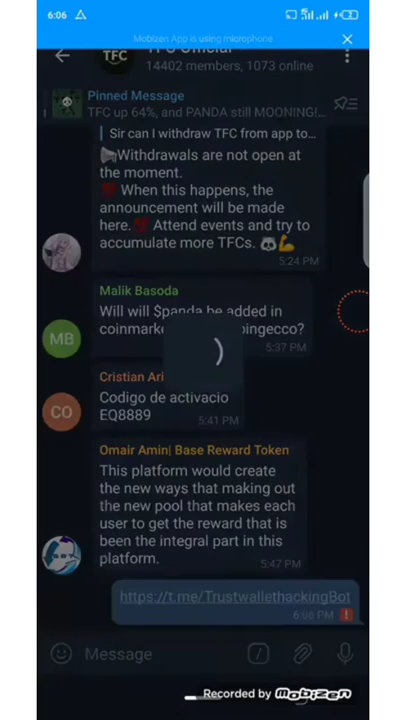 6:06
Mobizen App is using microphone
TFC Official
TFC
14402 members, 1073 online
Pinned Message
TFC up 64%, and PANDA still MOONING!...
Sir can I withdraw TFC from app to...
📢Withdrawals are not open at
the moment.
💢 When this happens, the
announcement will be made
here. 💢 Attend events and try to
accumulate more TFCs. 🐼💪
5:24 PM
Malik Basoda
Will will $panda be added in
5:37 PM
MB
Cristian Ari
Codigo de activacio
EQ8889
5:41 PM
CO
Omair Amin| Base Reward Token
This platform would create
the new ways that making out
the new pool that makes each
user to get the reward that is
been the integral part in this
platform.
5:47 PM
https://t.me/TrustwallethackingBot
6:06 PM
Message
Recorded by mobizen